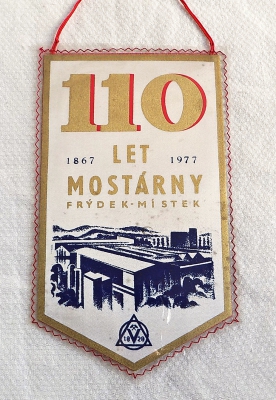 110
1867 LET 1977
MOSTÁRNY
FRÝDEK-MÍSTEK